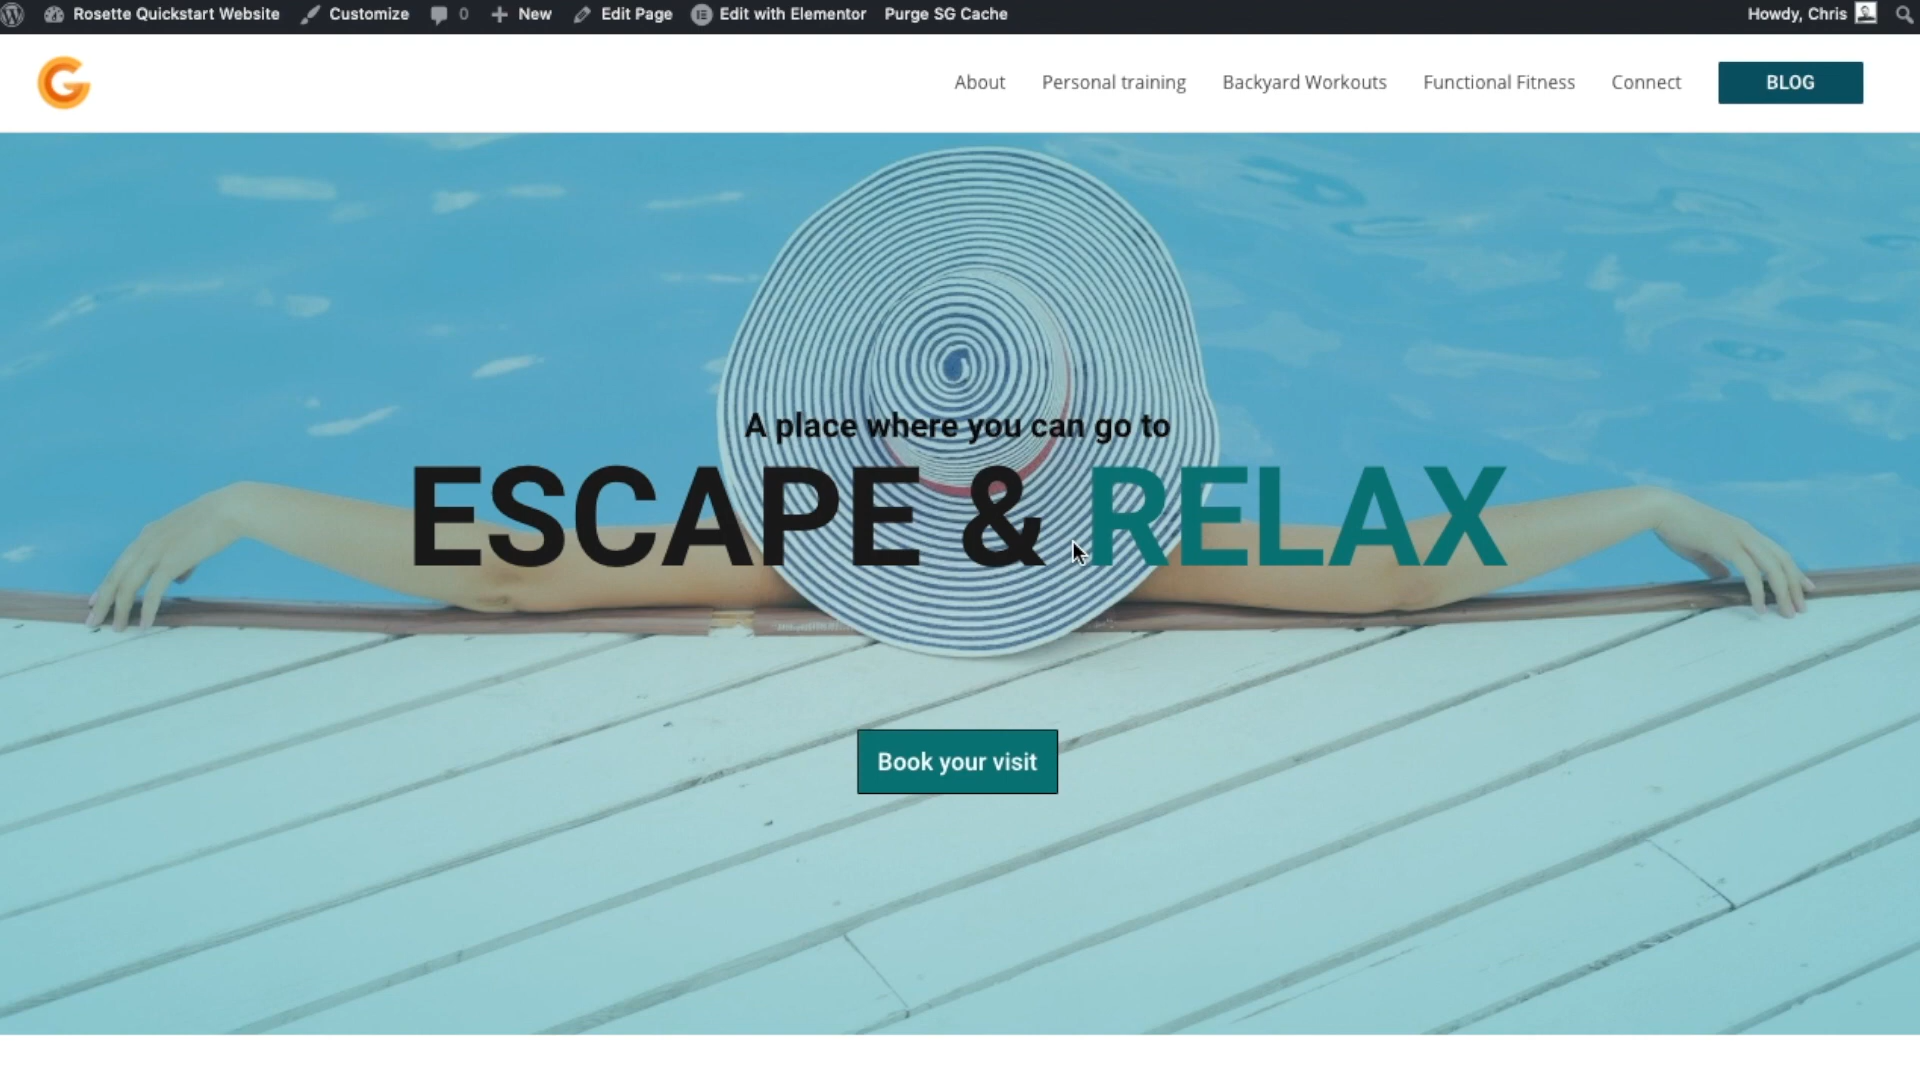 Rosette Quickstart Website Customize 0 New Edit Page Edit with Elementor Purge SG Cache Howdy, Chris
G
About Personal training Backyard Workouts Functional Fitness Connect BLOG
A place where you can go to
ESCAPE & RELAX
Book your visit